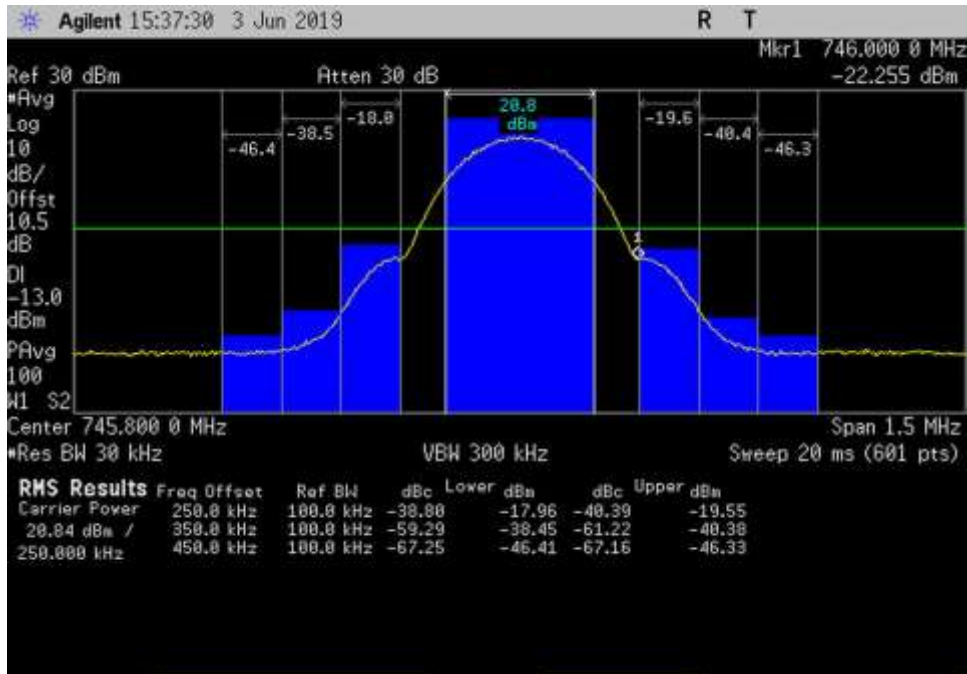 Agilent 15:37:30 3 Jun 2019 R T
Mkr1 746.000 0 MHz
Ref 30 dBm Atten 30 dB -22.255 dBm
#Avg
Log
10
dB/
Offst
10.5
dB
DI
-13.0
dBm
PAvg
100
W1 S2
-46.4
-38.5
-18.0
20.8
dBm
-19.6
-40.4
-46.3
1
Center 745.800 0 MHz Span 1.5 MHz
#Res BW 30 kHz VBW 300 kHz Sweep 20 ms (601 pts)
RMS Results Freq Offset Ref BW dBc Lower dBm dBc Upper dBm
Carrier Power 250.0 kHz 100.0 kHz -38.80 -17.96 -40.39 -19.55
20.84 dBm / 350.0 kHz 100.0 kHz -59.29 -38.45 -61.22 -40.38
250.000 kHz 450.0 kHz 100.0 kHz -67.25 -46.41 -67.16 -46.33